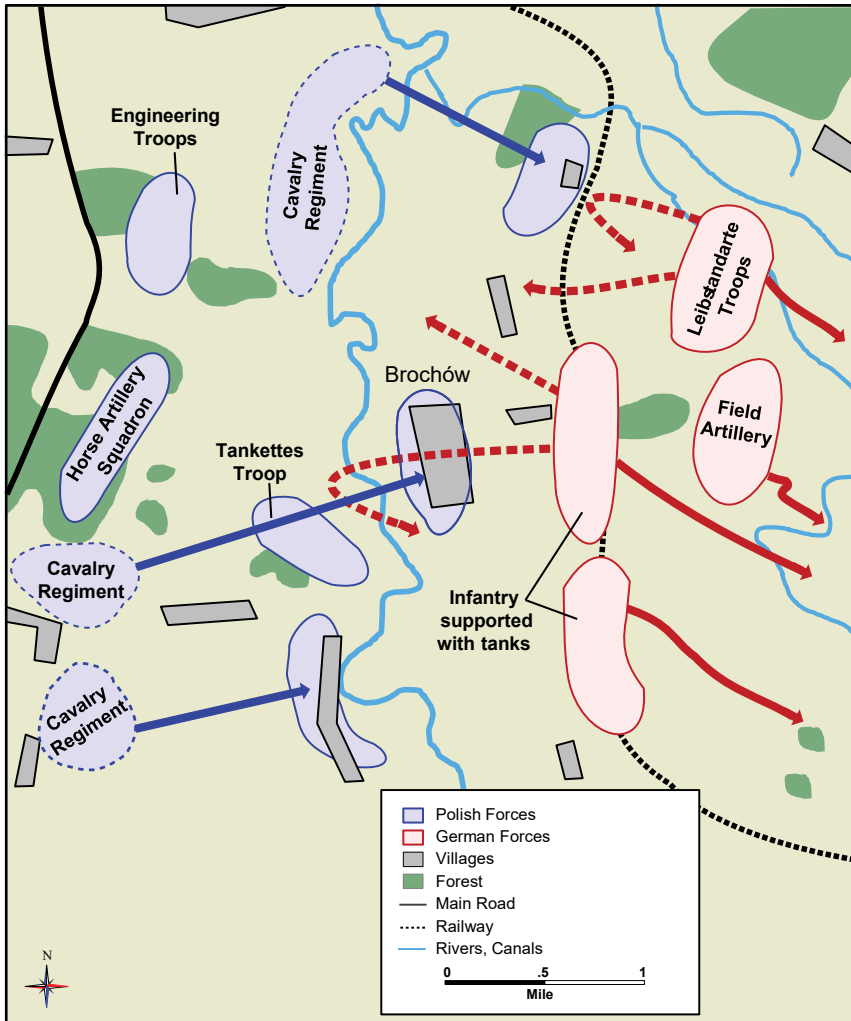 Engineering
Troops
Cavalry
Regiment
Leibstandarte
Troops
Brochów
Horse Artillery
Squadron
Tankettes
Troop
Field
Artillery
Cavalry
Regiment
Infantry
supported
with tanks
Cavalry
Regiment
Polish Forces
German Forces
Villages
Forest
Main Road
Railway
Rivers, Canals
0 .5 1
Mile
N